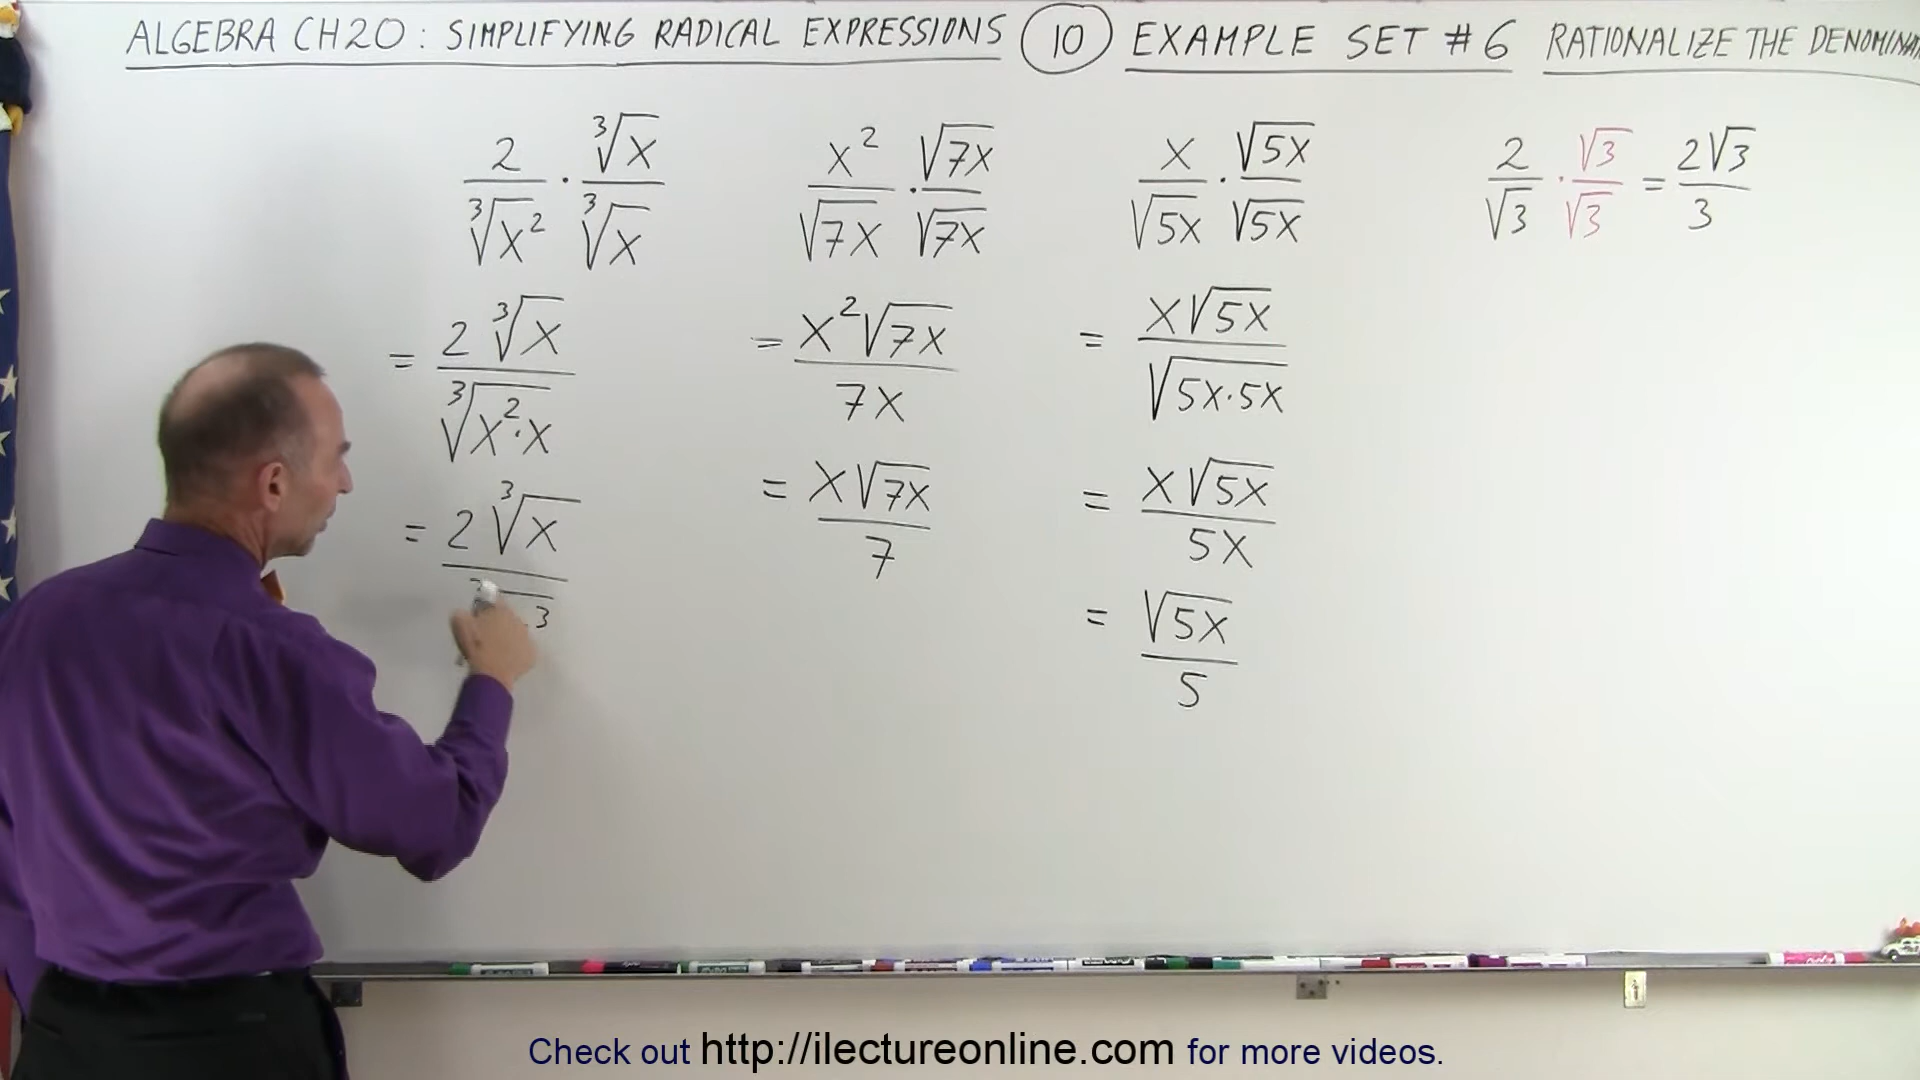 ALGEBRA CH20: SIMPLIFYING RADICAL EXPRESSIONS 10 EXAMPLE SET #6 RATIONALIZE THE DENOMINAT
2/∛x² · ∛x/∛x
= 2∛x/∛(x²·x)
= 2∛x/
x²/√7x · √7x/√7x
= x²√7x/7x
= x√7x/7
x/√5x · √5x/√5x
= x√5x/√(5x·5x)
= x√5x/5x
= √5x/5
2/√3 · √3/√3 = 2√3/3
Check out http://ilectureonline.com for more videos.